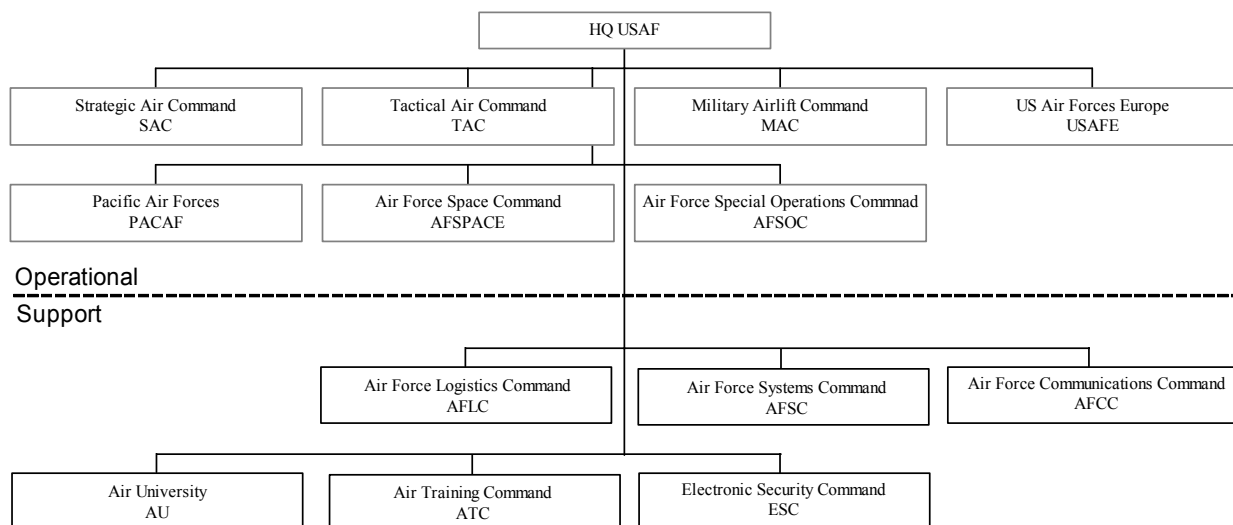 HQ USAF
Strategic Air Command
SAC
Tactical Air Command
TAC
Military Airlift Command
MAC
US Air Forces Europe
USAFE
Pacific Air Forces
PACAF
Air Force Space Command
AFSPACE
Air Force Special Operations Commnad
AFSOC
Operational
Support
Air Force Logistics Command
AFLC
Air Force Systems Command
AFSC
Air Force Communications Command
AFCC
Air University
AU
Air Training Command
ATC
Electronic Security Command
ESC